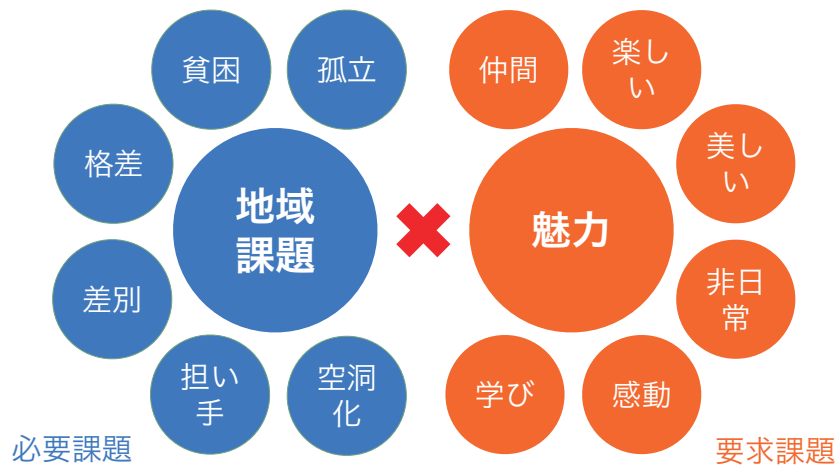 貧困
孤立
格差
地域
課題
差別
担い
手
空洞
化
必要課題
仲間
楽し
い
美し
い
魅力
非日
常
学び
感動
要求課題